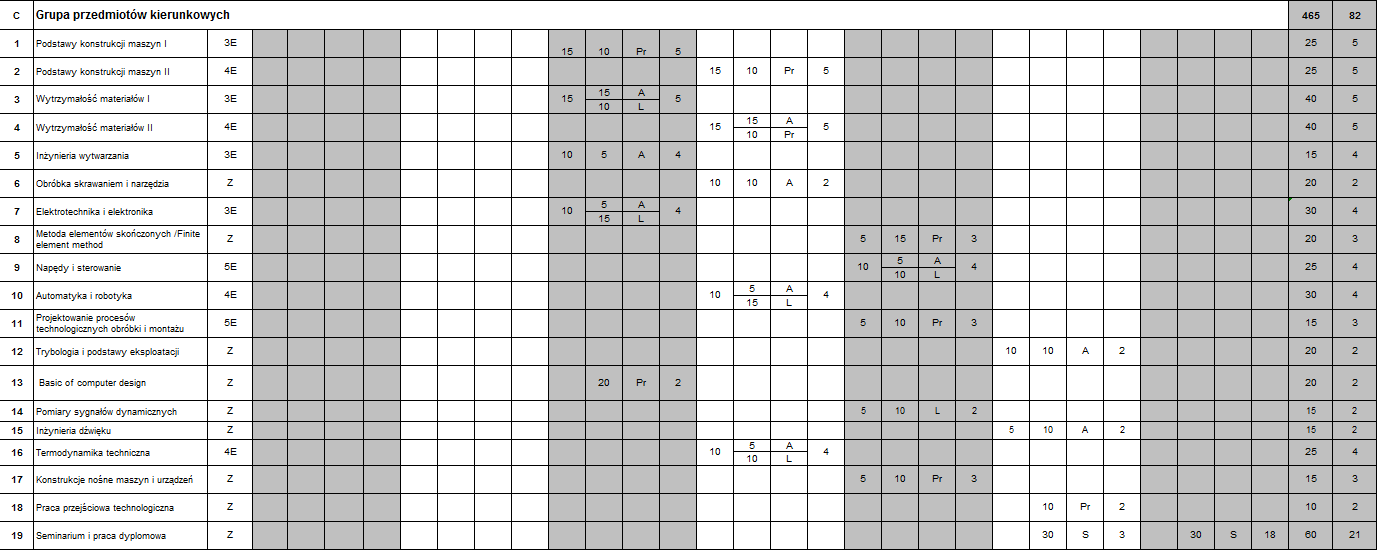 C Grupa przedmiotów kierunkowych 465 82
1 Podstawy konstrukcji maszyn I 3E 15 10 Pr 5 25 5
2 Podstawy konstrukcji maszyn II 4E 15 10 Pr 5 25 5
3 Wytrzymałość materiałów I 3E 15 15 A 5 40 5
10 L
4 Wytrzymałość materiałów II 4E 15 15 A 5 40 5
10 Pr
5 Inżynieria wytwarzania 3E 10 5 A 4 15 4
6 Obróbka skrawaniem i narzędzia Z 10 10 A 2 20 2
7 Elektrotechnika i elektronika 3E 10 5 A 4 30 4
15 L
8 Metoda elementów skończonych /Finite
element method Z 5 15 Pr 3 20 3
9 Napędy i sterowanie 5E 10 5 A 4 25 4
10 L
10 Automatyka i robotyka 4E 10 5 A 4 30 4
15 L
11 Projektowanie procesów
technologicznych obróbki i montażu 5E 5 10 Pr 3 15 3
12 Trybologia i podstawy eksploatacji Z 10 10 A 2 20 2
13 Basic of computer design Z 20 Pr 2 20 2
14 Pomiary sygnałów dynamicznych Z 5 10 L 2 15 2
15 Inżynieria dźwięku Z 5 10 A 2 15 2
16 Termodynamika techniczna 4E 10 5 A 4 25 4
10 L
17 Konstrukcje nośne maszyn i urządzeń Z 5 10 Pr 3 15 3
18 Praca przejściowa technologiczna Z 10 Pr 2 10 2
19 Seminarium i praca dyplomowa Z 30 S 3 30 S 18 60 21